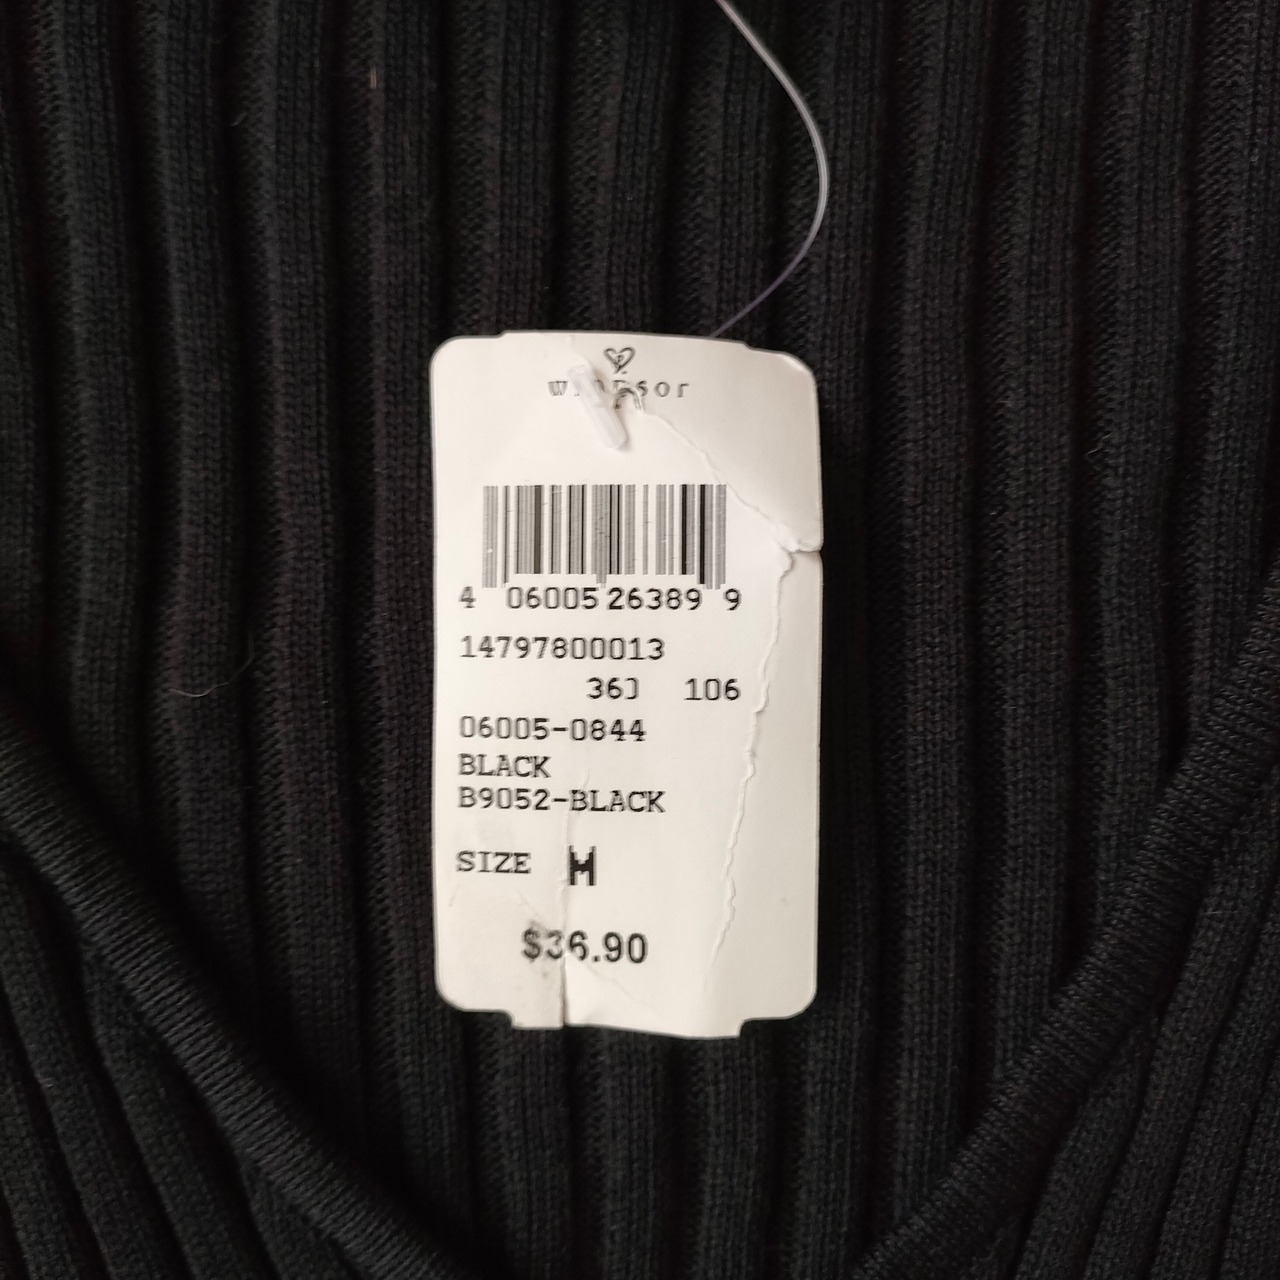 windsor
4 06005 26389 9
14797800013
36J 106
06005-0844
BLACK
B9052-BLACK
SIZE M
$36.90